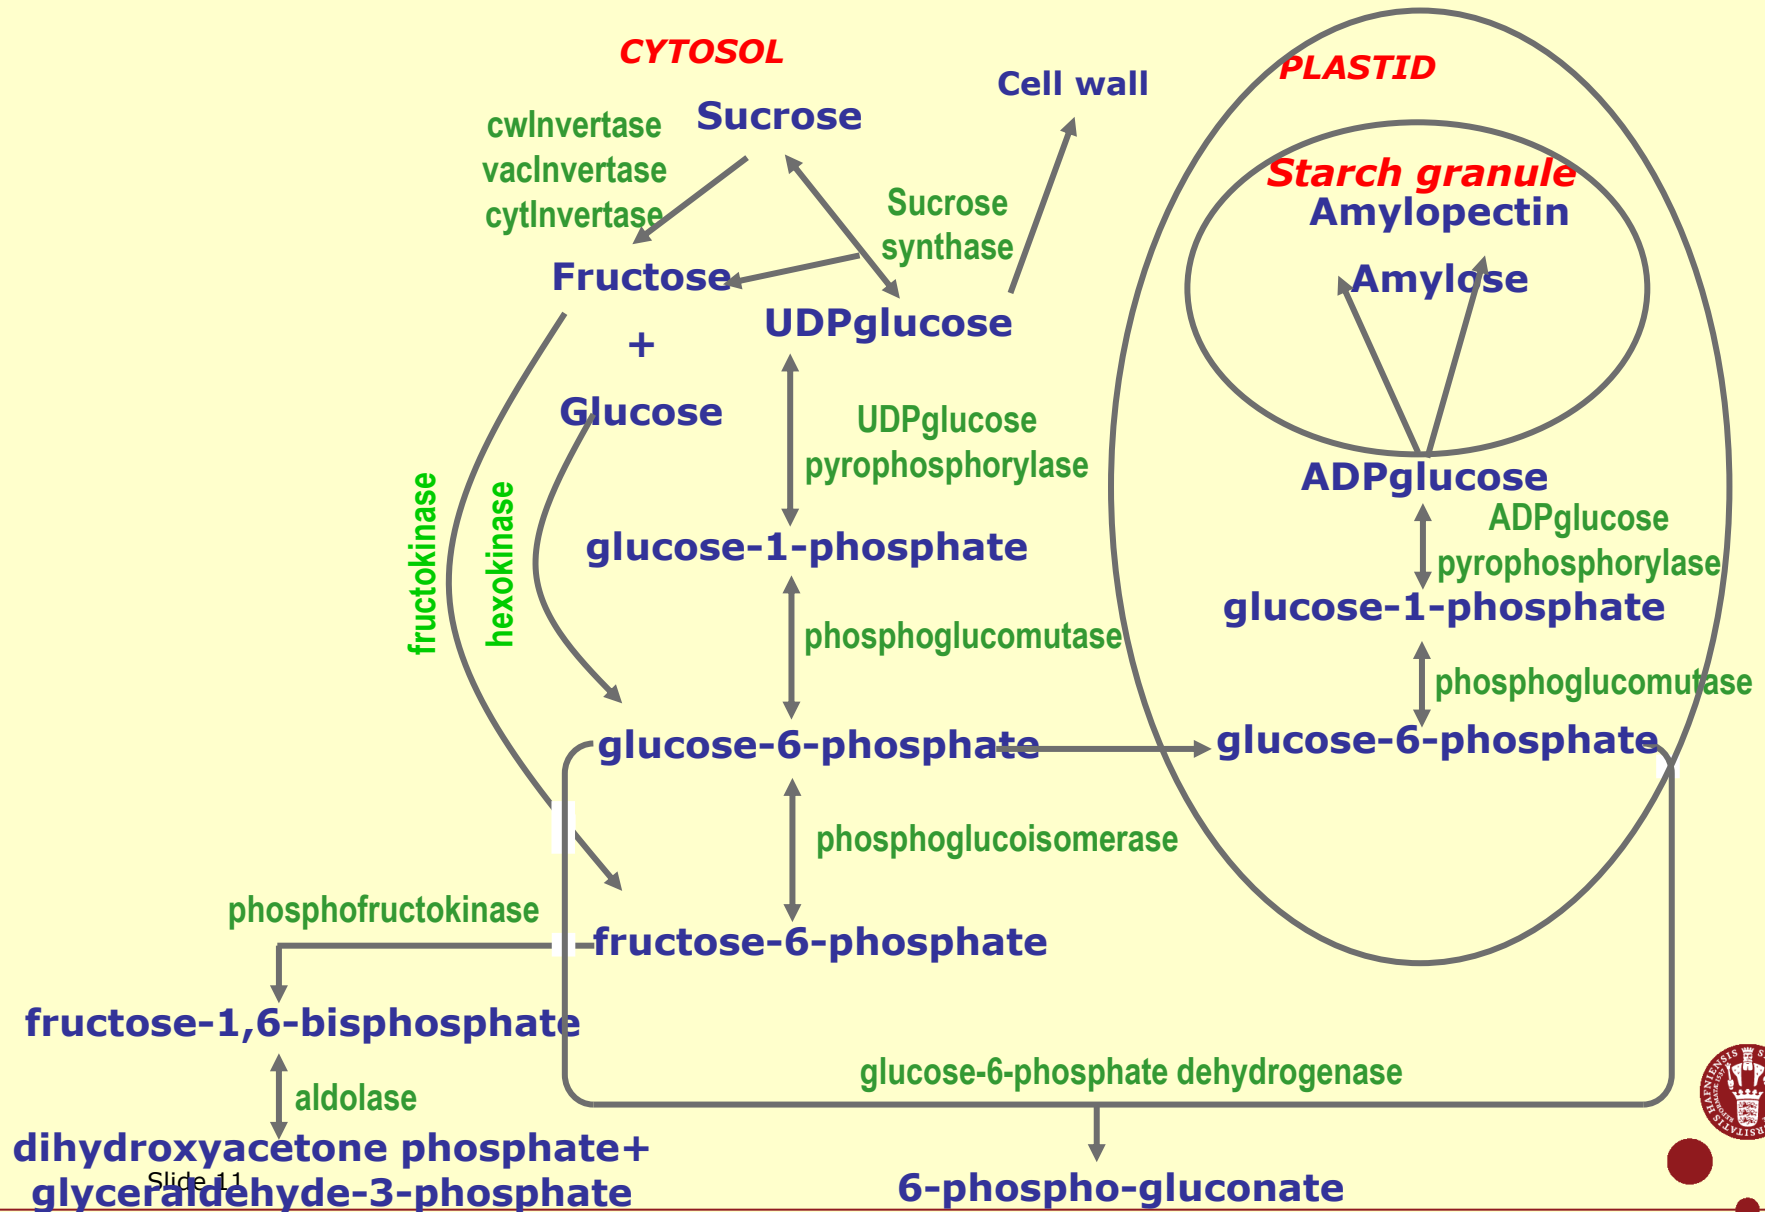 CYTOSOL
PLASTID
Cell wall
Sucrose
cwInvertase
vacInvertase
cytInvertase
Starch granule
Amylopectin
Amylose
Sucrose
synthase
Fructose
+
Glucose
UDPglucose
UDPglucose
pyrophosphorylase
fructokinase
hexokinase
ADPglucose
ADPglucose
pyrophosphorylase
glucose-1-phosphate
glucose-1-phosphate
phosphoglucomutase
phosphoglucomutase
glucose-6-phosphate
glucose-6-phosphate
phosphoglucoisomerase
phosphofructokinase
fructose-6-phosphate
fructose-1,6-bisphosphate
glucose-6-phosphate dehydrogenase
aldolase
dihydroxyacetone phosphate+
glyceraldehyde-3-phosphate
Slide 11
6-phospho-gluconate